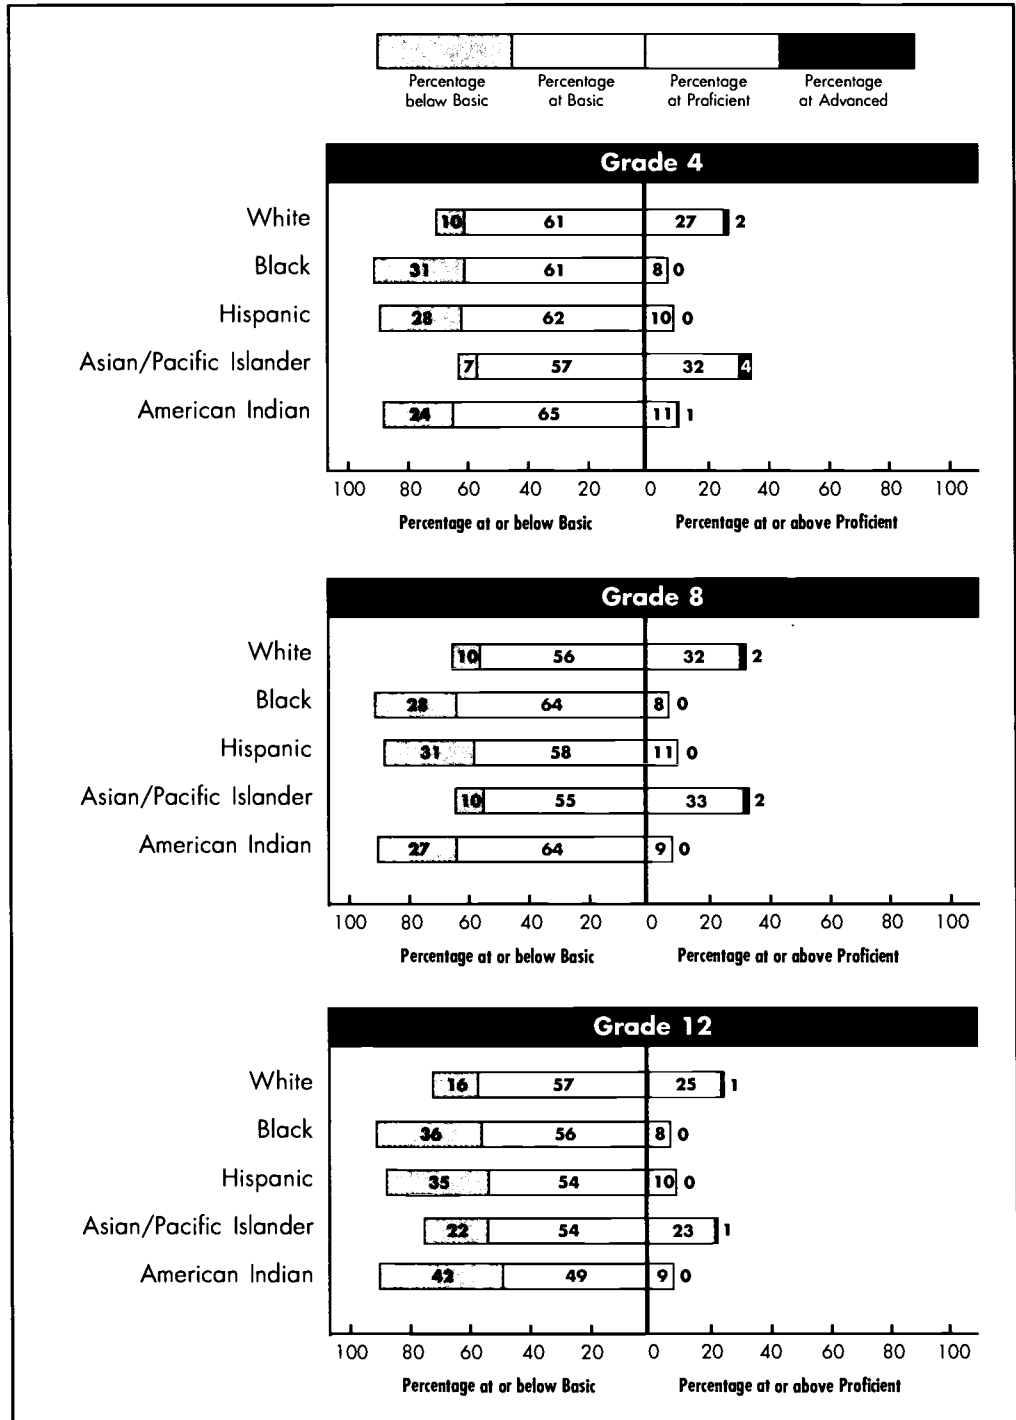 Percentage below Basic
Percentage at Basic
Percentage at Proficient
Percentage at Advanced
Grade 4
White 10 61 27 2
Black 31 61 8 0
Hispanic 28 62 10 0
Asian/Pacific Islander 7 57 32 4
American Indian 24 65 11 1
100 80 60 40 20 0 20 40 60 80 100
Percentage at or below Basic Percentage at or above Proficient
Grade 8
White 10 56 32 2
Black 28 64 8 0
Hispanic 31 58 11 0
Asian/Pacific Islander 10 55 33 2
American Indian 27 64 9 0
100 80 60 40 20 0 20 40 60 80 100
Percentage at or below Basic Percentage at or above Proficient
Grade 12
White 16 57 25 1
Black 36 56 8 0
Hispanic 35 54 10 0
Asian/Pacific Islander 22 54 23 1
American Indian 42 49 9 0
100 80 60 40 20 0 20 40 60 80 100
Percentage at or below Basic Percentage at or above Proficient